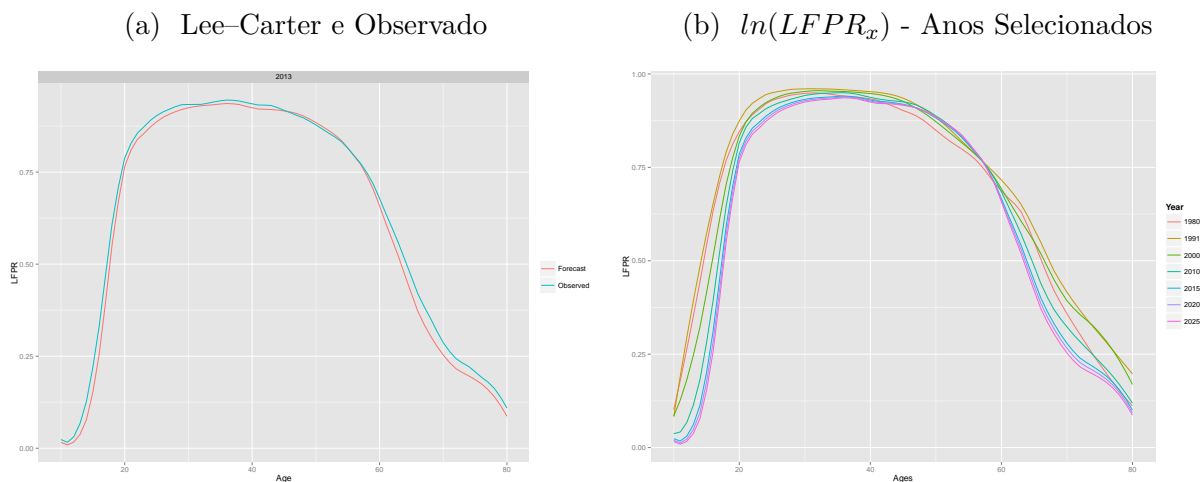 (a) Lee–Carter e Observado
2013
0.75
0.50
0.25
0.00
LFPR
20
40
60
80
Age
Forecast
Observed
(b) ln(LFPRₓ) - Anos Selecionados
1.00
0.75
0.50
0.25
0.00
LFPR
20
40
60
80
Ages
Year
1980
1991
2000
2010
2015
2020
2025